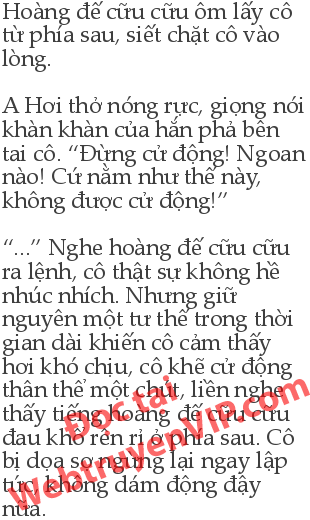 Hoàng đế cữu cữu ôm lấy cô
từ phía sau, siết chặt cô vào
lòng.
A Hơi thở nóng rực, giọng nói
khàn khàn của hắn phả bên
tai cô. “Đừng cử động! Ngoan
nào! Cứ nằm như thế này,
không được cử động!”
“...” Nghe hoàng đế cữu cữu
ra lệnh, cô thật sự không hề
nhúc nhích. Nhưng giữ
nguyên một tư thế trong thời
gian dài khiến cô cảm thấy
hơi khó chịu, cô khẽ cử động
thân thể một chút, liền nghe
thấy tiếng hoàng đế cữu cữu
đau khổ rên rỉ ở phía sau. Cô
bị dọa sợ ngưng lại ngay lập
tức, không dám động đậy
nữa.
Đọc tại
WebtruyenVIP.com